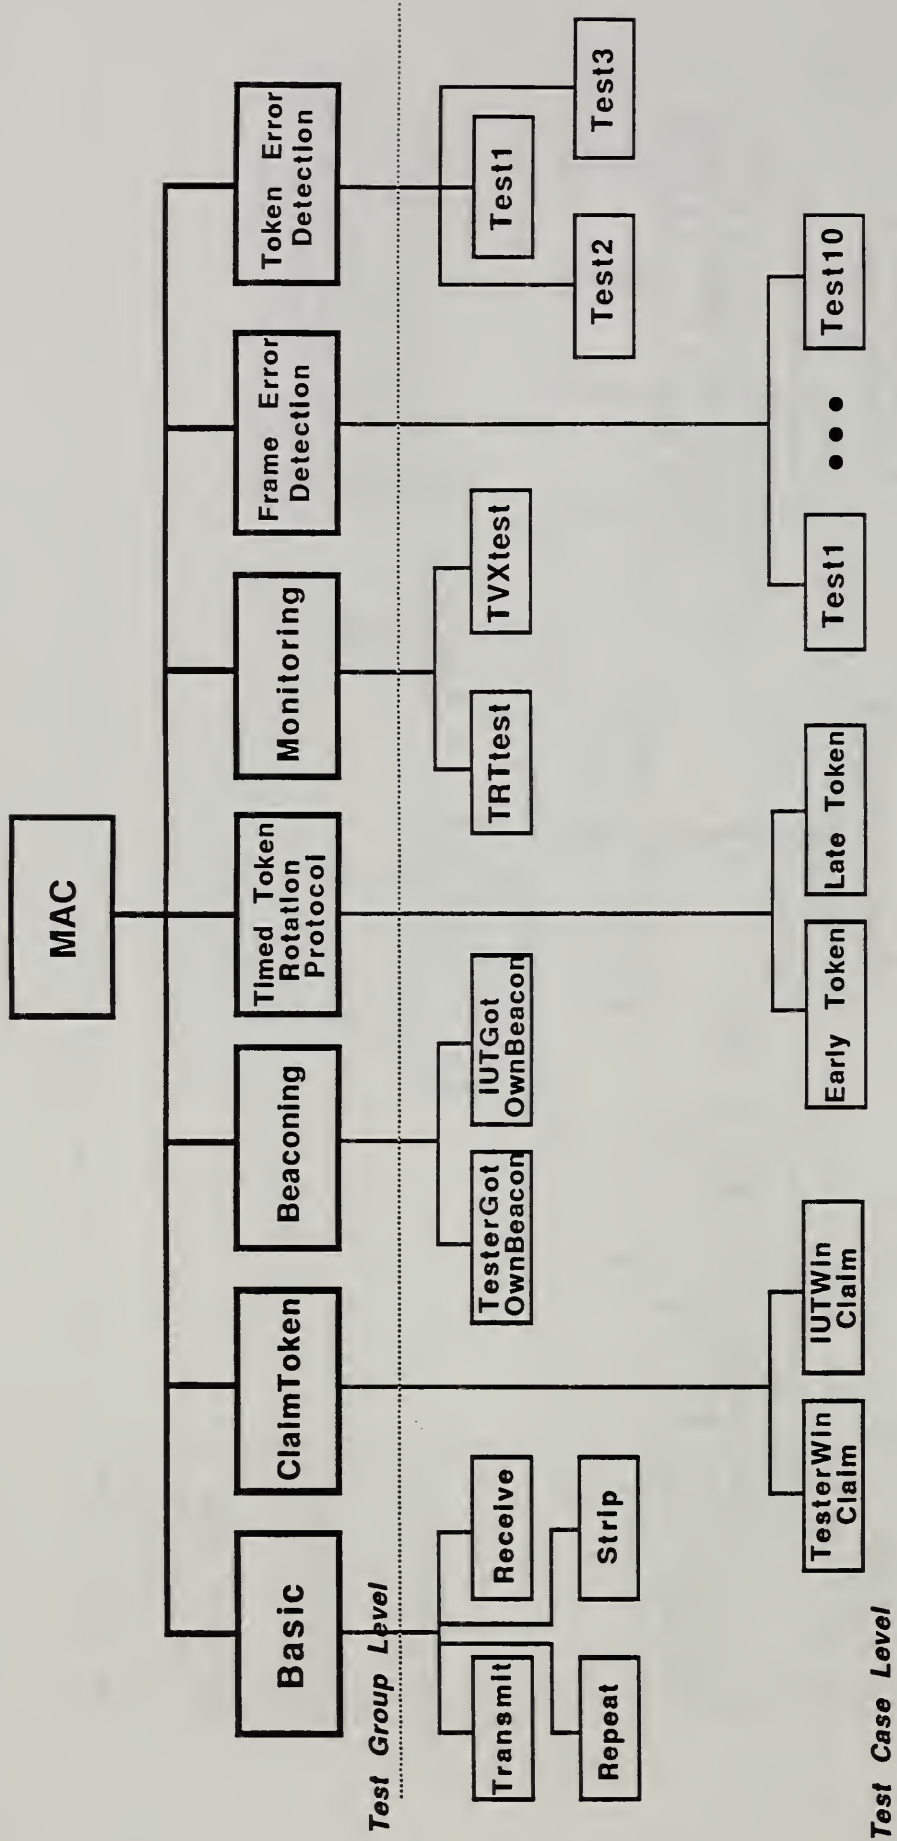 MAC
Basic
ClaimToken
Beaconing
Timed Token
Rotation
Protocol
Monitoring
Frame Error
Detection
Token Error
Detection
Test Group Level
Transmit
Receive
Repeat
Strip
TesterGot
OwnBeacon
IUTGot
OwnBeacon
TRTtest
TVXtest
Test1
Test2
Test3
TesterWin
Claim
IUTWin
Claim
Early Token
Late Token
Test1
• • •
Test10
Test Case Level